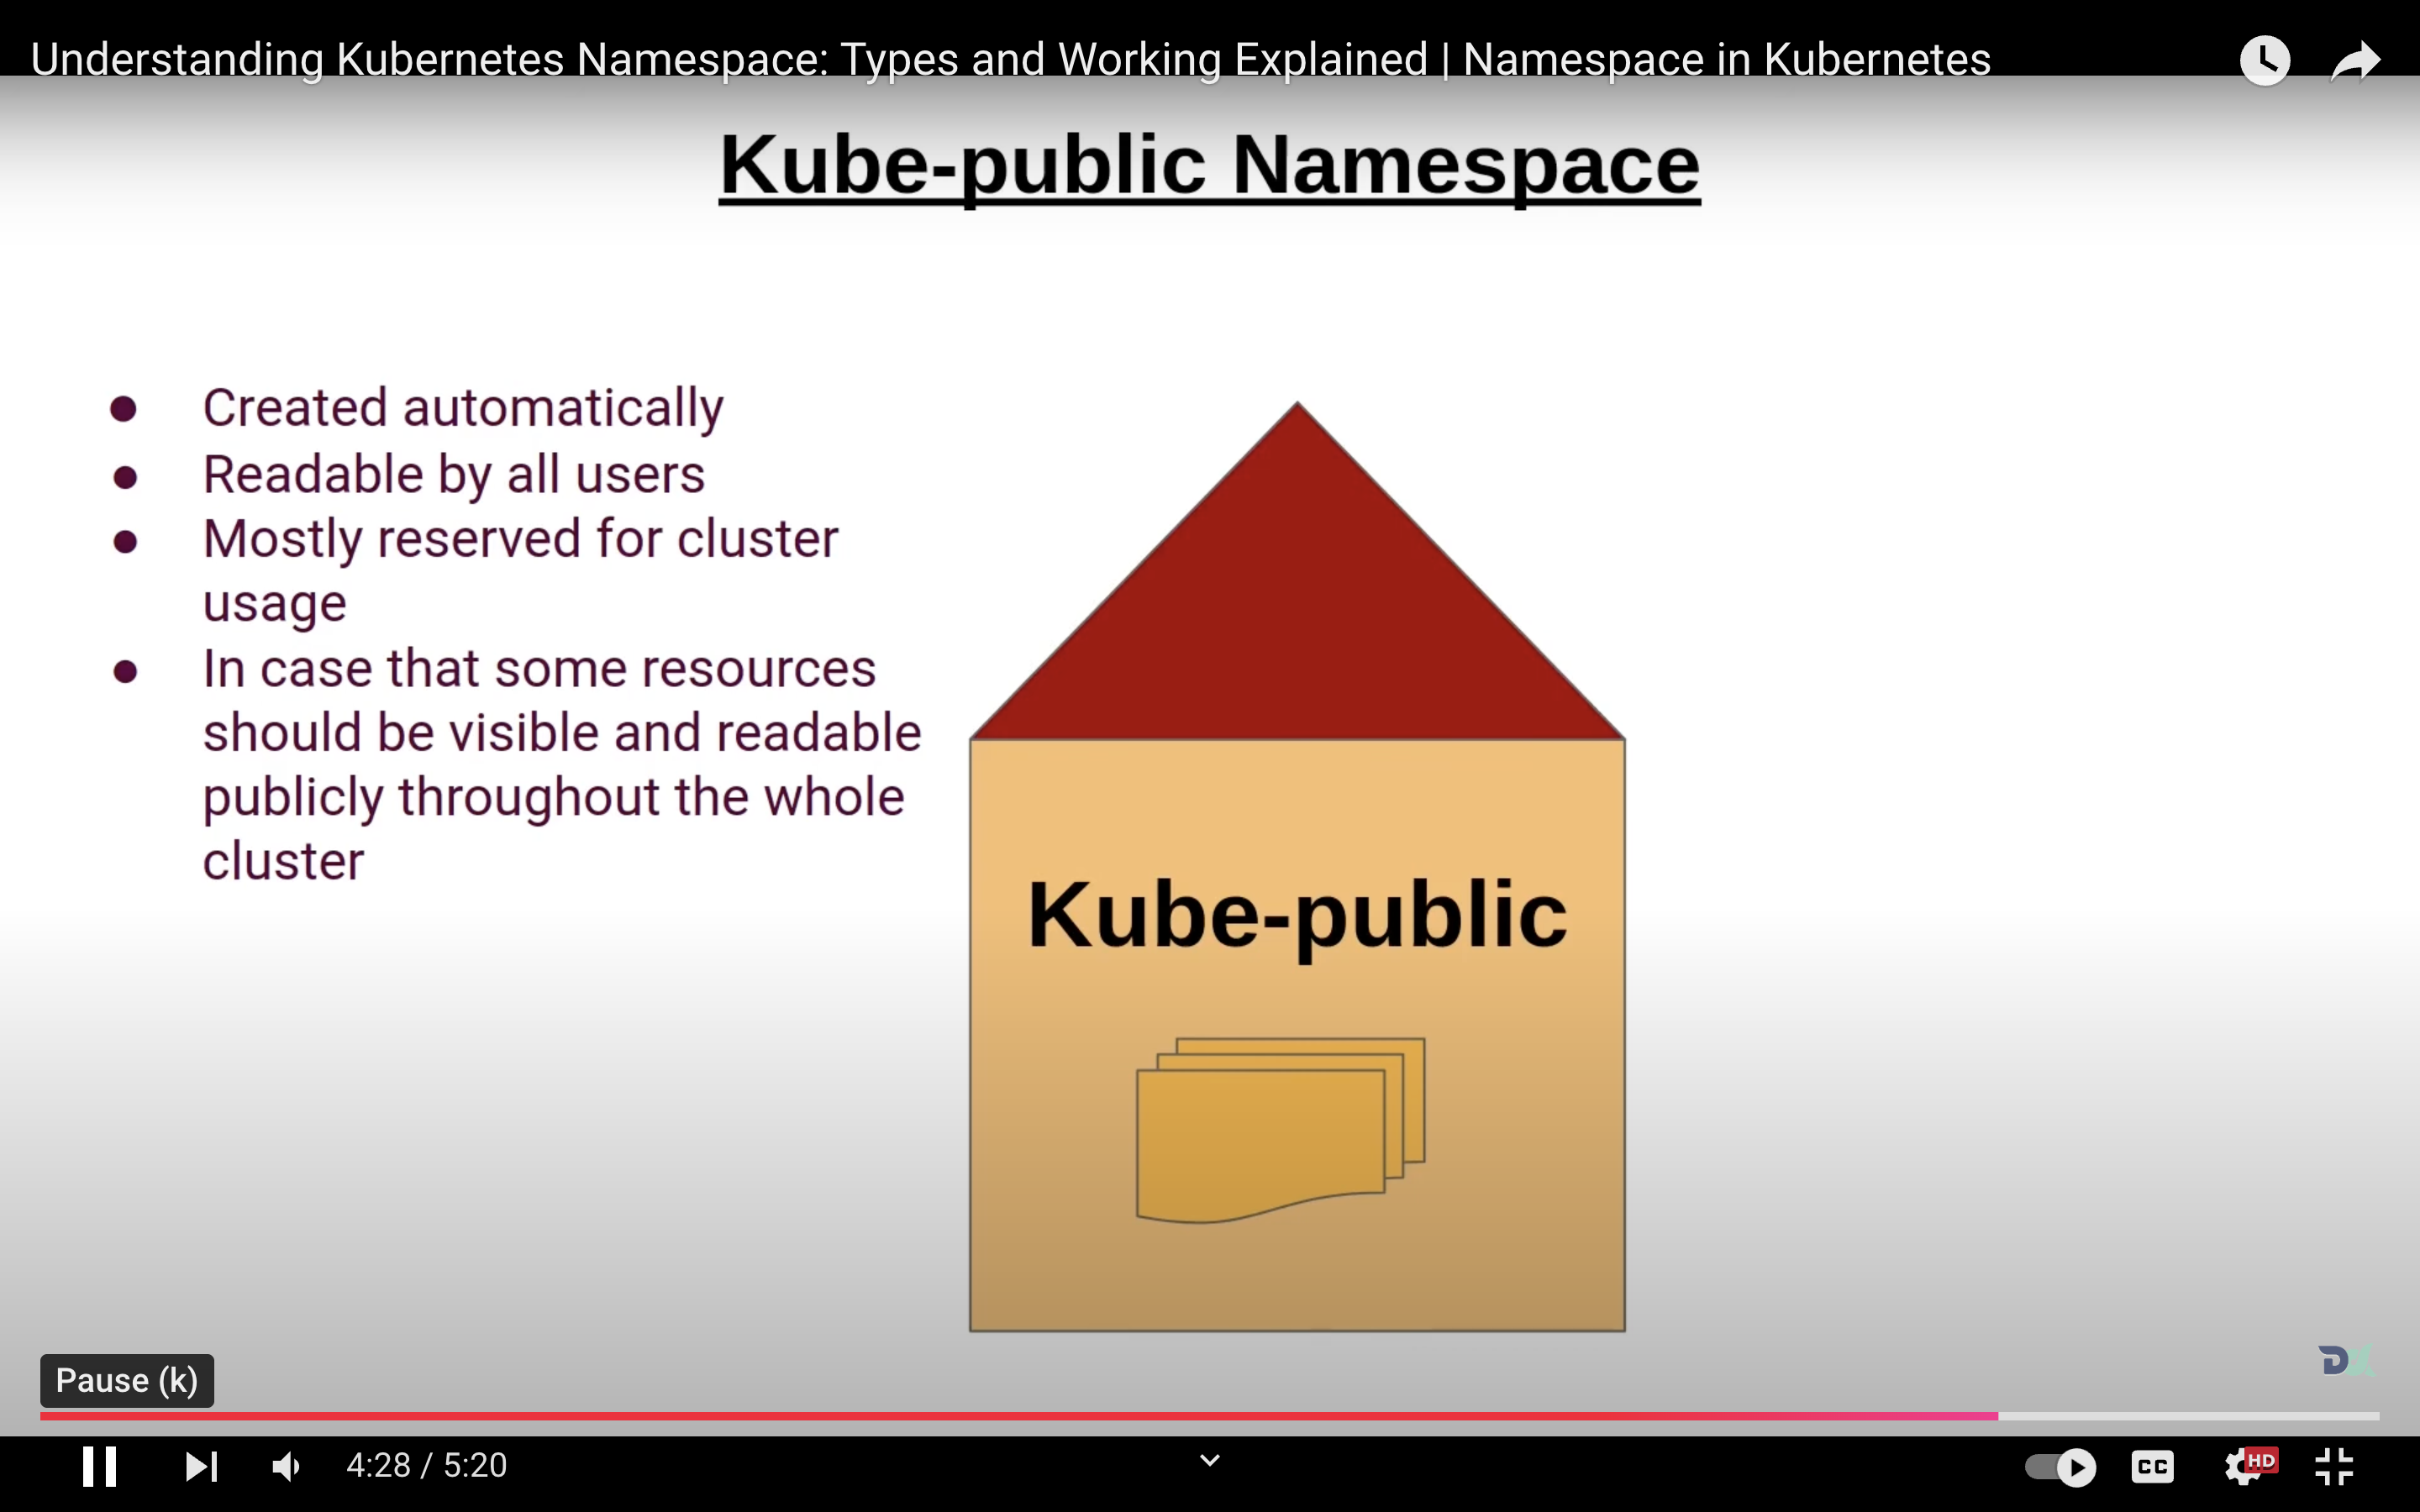 Understanding Kubernetes Namespace: Types and Working Explained | Namespace in Kubernetes
Kube-public Namespace
● Created automatically
● Readable by all users
● Mostly reserved for cluster
usage
● In case that some resources
should be visible and readable
publicly throughout the whole
cluster
Kube-public
DX
Pause (k)
4:28 / 5:20
CC
HD